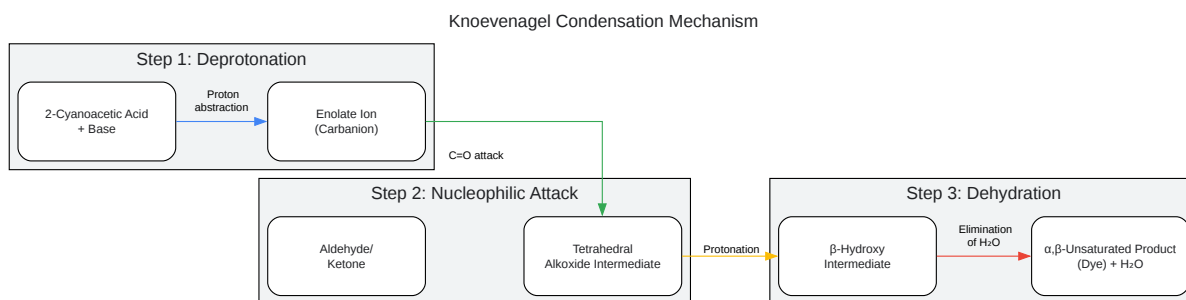 Knoevenagel Condensation Mechanism
Step 1: Deprotonation
2-Cyanoacetic Acid
+ Base
Proton
abstraction
Enolate Ion
(Carbanion)
C=O attack
Step 2: Nucleophilic Attack
Aldehyde/
Ketone
Tetrahedral
Alkoxide Intermediate
Protonation
Step 3: Dehydration
β-Hydroxy
Intermediate
Elimination
of H₂O
α,β-Unsaturated Product
(Dye) + H₂O